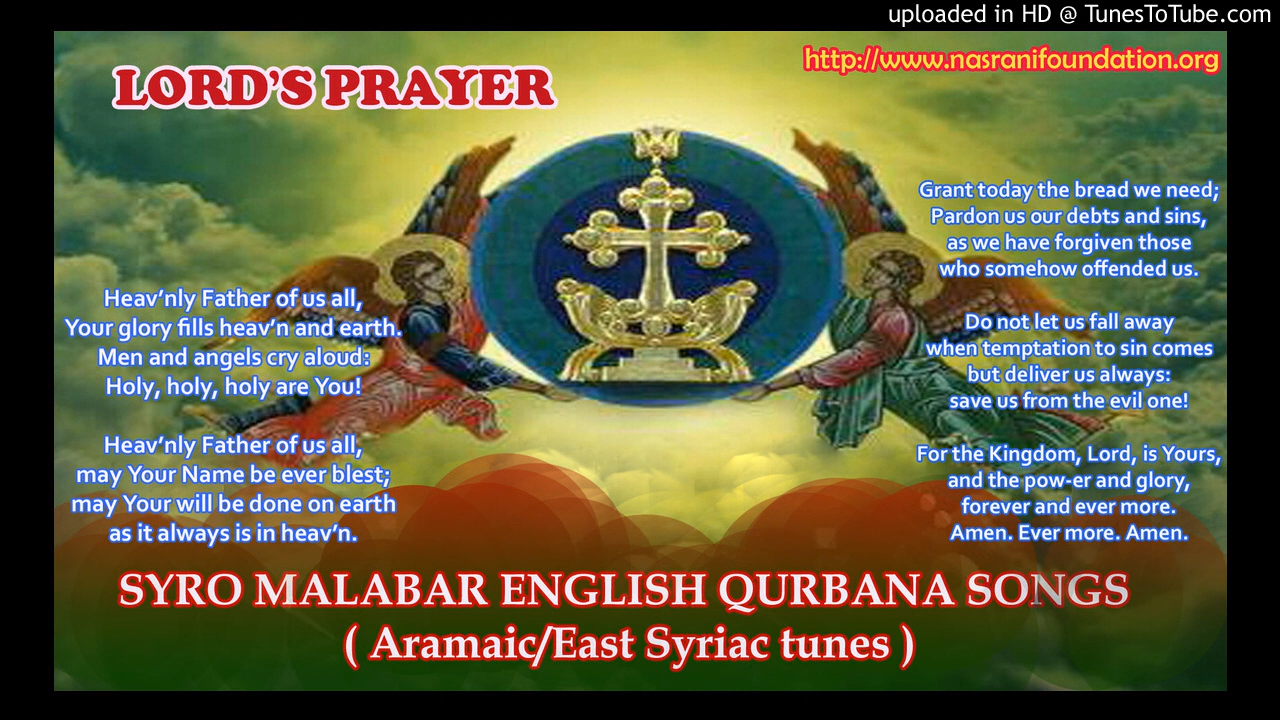 uploaded in HD @ TunesToTube.com
http://www.nasranifoundation.org
LORD'S PRAYER
Heav'nly Father of us all,
Your glory fills heav'n and earth.
Men and angels cry aloud:
Holy, holy, holy are You!
Heav'nly Father of us all,
may Your Name be ever blest;
may Your will be done on earth
as it always is in heav'n.
Grant today the bread we need;
Pardon us our debts and sins,
as we have forgiven those
who somehow offended us.
Do not let us fall away
when temptation to sin comes
but deliver us always:
save us from the evil one!
For the Kingdom, Lord, is Yours,
and the pow-er and glory,
forever and ever more.
Amen. Ever more. Amen.
SYRO MALABAR ENGLISH QURBANA SONGS
( Aramaic/East Syriac tunes )